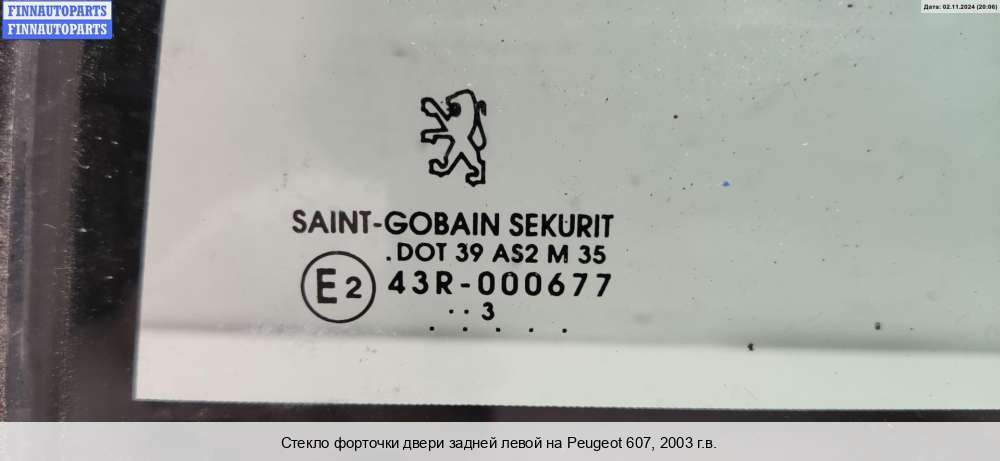 FINNAUTOPARTS
FINNAUTOPARTS
Дата: 02.11.2024 (20:06)
SAINT-GOBAIN SEKURIT
.DOT 39 AS2 M 35
E2 43R-000677
..3
. . . . .
Стекло форточки двери задней левой на Peugeot 607, 2003 г.в.